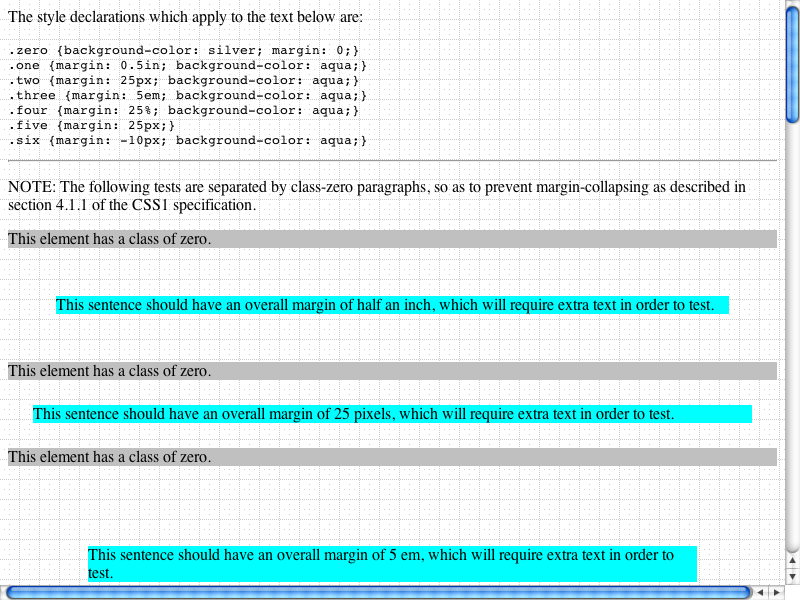 The style declarations which apply to the text below are:
.zero {background-color: silver; margin: 0;}
.one {margin: 0.5in; background-color: aqua;}
.two {margin: 25px; background-color: aqua;}
.three {margin: 5em; background-color: aqua;}
.four {margin: 25%; background-color: aqua;}
.five {margin: 25px;}
.six {margin: -10px; background-color: aqua;}
NOTE: The following tests are separated by class-zero paragraphs, so as to prevent margin-collapsing as described in
section 4.1.1 of the CSS1 specification.
This element has a class of zero.
This sentence should have an overall margin of half an inch, which will require extra text in order to test.
This element has a class of zero.
This sentence should have an overall margin of 25 pixels, which will require extra text in order to test.
This element has a class of zero.
This sentence should have an overall margin of 5 em, which will require extra text in order to
test.